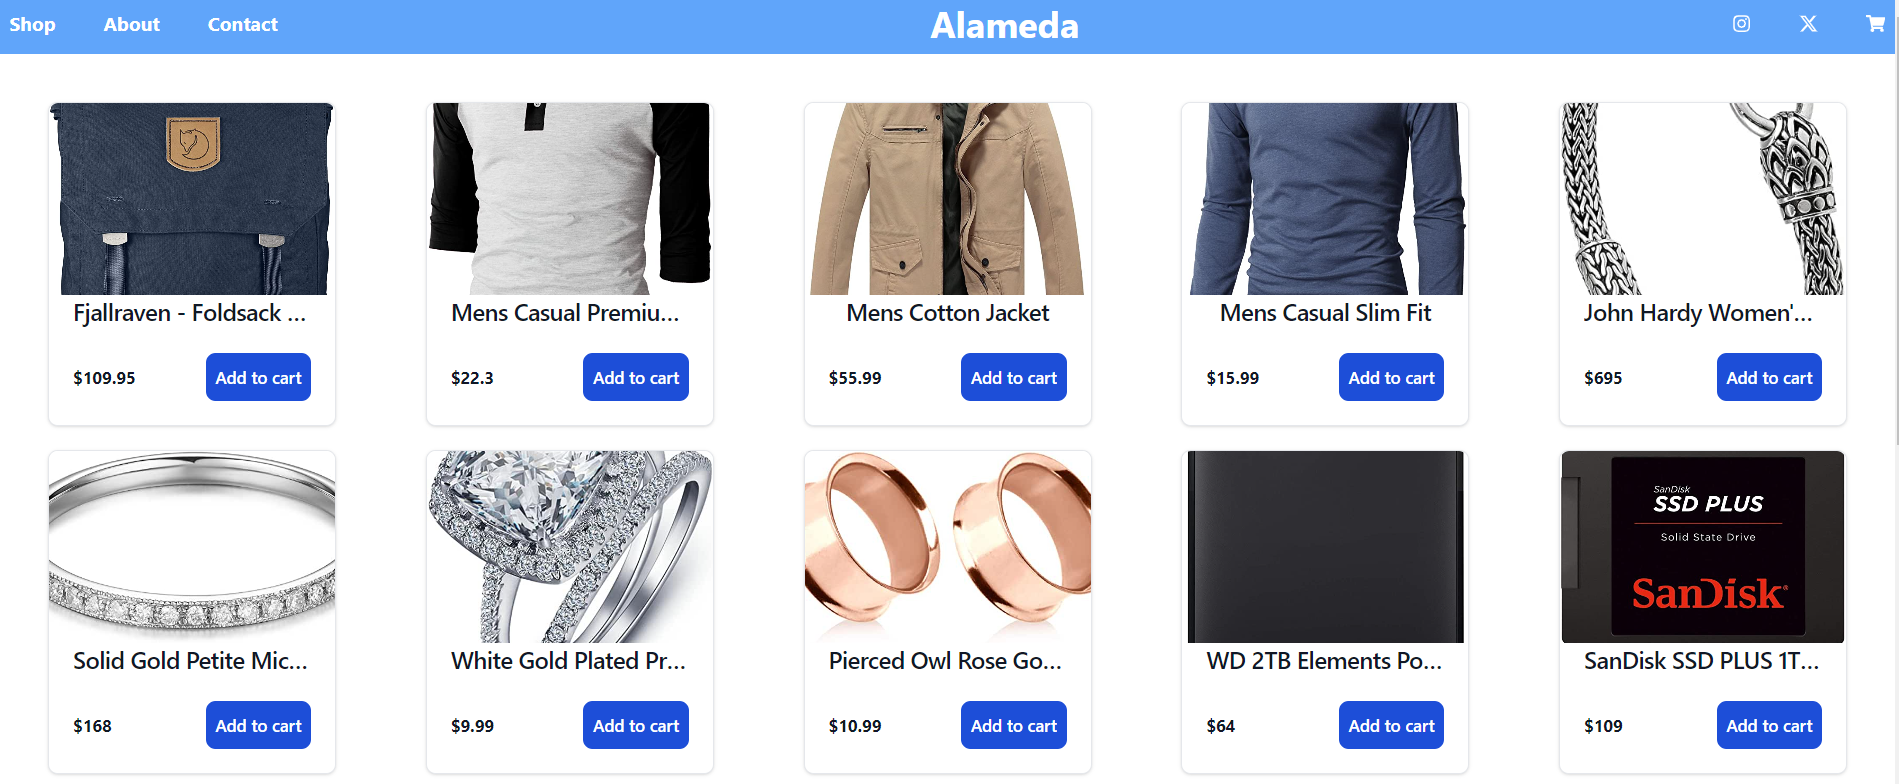 Shop About Contact Alameda
Fjallraven - Foldsack ...
Mens Casual Premiu...
Mens Cotton Jacket
Mens Casual Slim Fit
John Hardy Women'...
$109.95 Add to cart
$22.3 Add to cart
$55.99 Add to cart
$15.99 Add to cart
$695 Add to cart
SanDisk
SSD PLUS
Solid State Drive
SanDisk®
Solid Gold Petite Mic...
White Gold Plated Pr...
Pierced Owl Rose Go...
WD 2TB Elements Po...
SanDisk SSD PLUS 1T...
$168 Add to cart
$9.99 Add to cart
$10.99 Add to cart
$64 Add to cart
$109 Add to cart